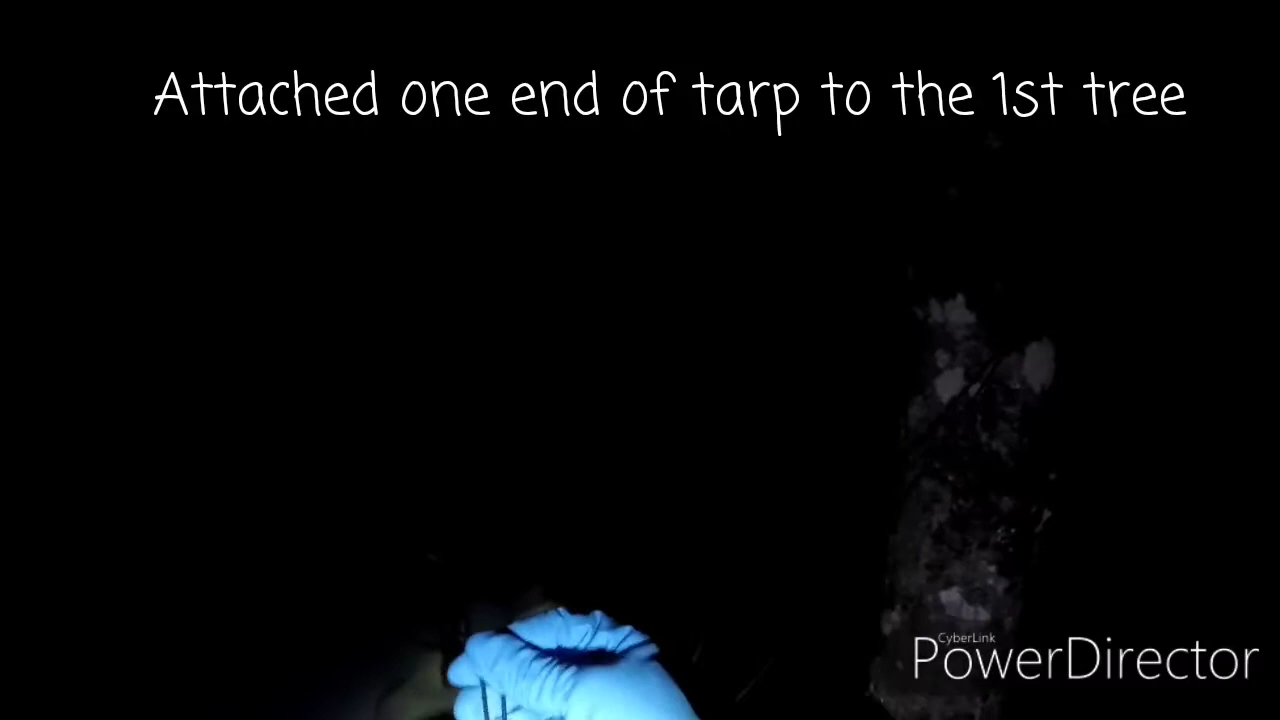 Attached one end of tarp to the 1st tree
CyberLink
PowerDirector